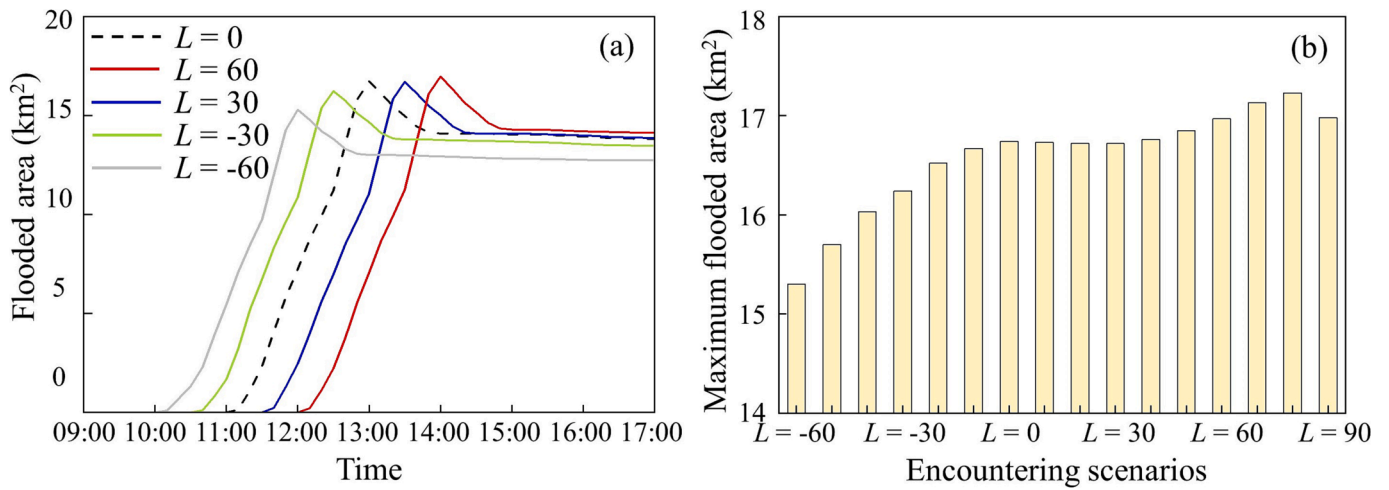 20
15
10
5
0
Flooded area (km²)
L = 0
L = 60
L = 30
L = -30
L = -60
(a)
09:00 10:00 11:00 12:00 13:00 14:00 15:00 16:00 17:00
Time
18
17
16
15
14
Maximum flooded area (km²)
(b)
L = -60 L = -30 L = 0 L = 30 L = 60 L = 90
Encountering scenarios